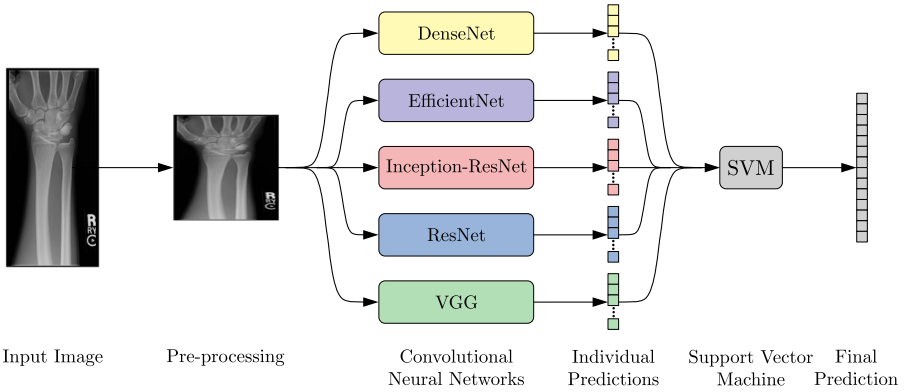 DenseNet
EfficientNet
Inception-ResNet
ResNet
VGG
SVM
R
Input Image
Pre-processing
Convolutional
Neural Networks
Individual
Predictions
Support Vector
Machine
Final
Prediction